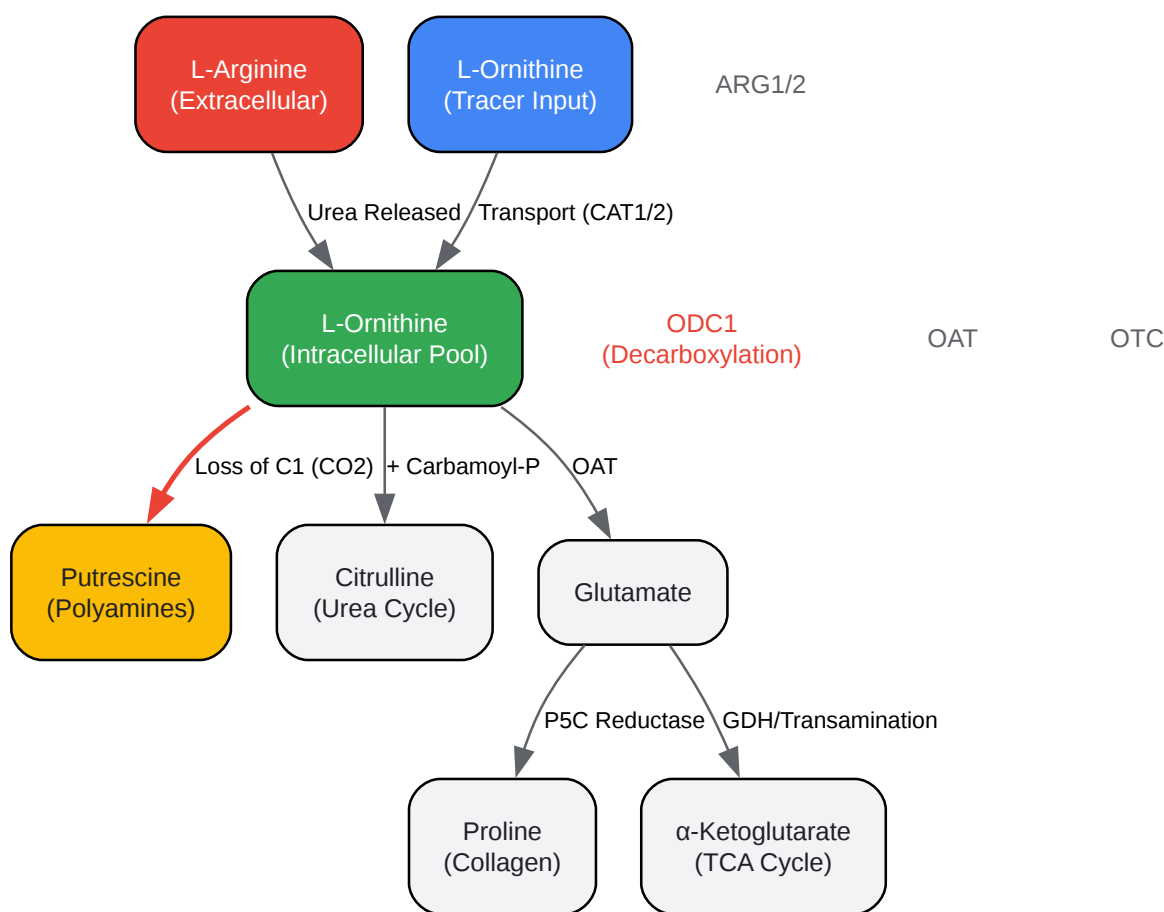 L-Arginine
(Extracellular)
L-Ornithine
(Tracer Input)
ARG1/2
Urea Released
Transport (CAT1/2)
L-Ornithine
(Intracellular Pool)
ODC1
(Decarboxylation)
OAT
OTC
Loss of C1 (CO2)
+ Carbamoyl-P
OAT
Putrescine
(Polyamines)
Citrulline
(Urea Cycle)
Glutamate
P5C Reductase
GDH/Transamination
Proline
(Collagen)
α-Ketoglutarate
(TCA Cycle)